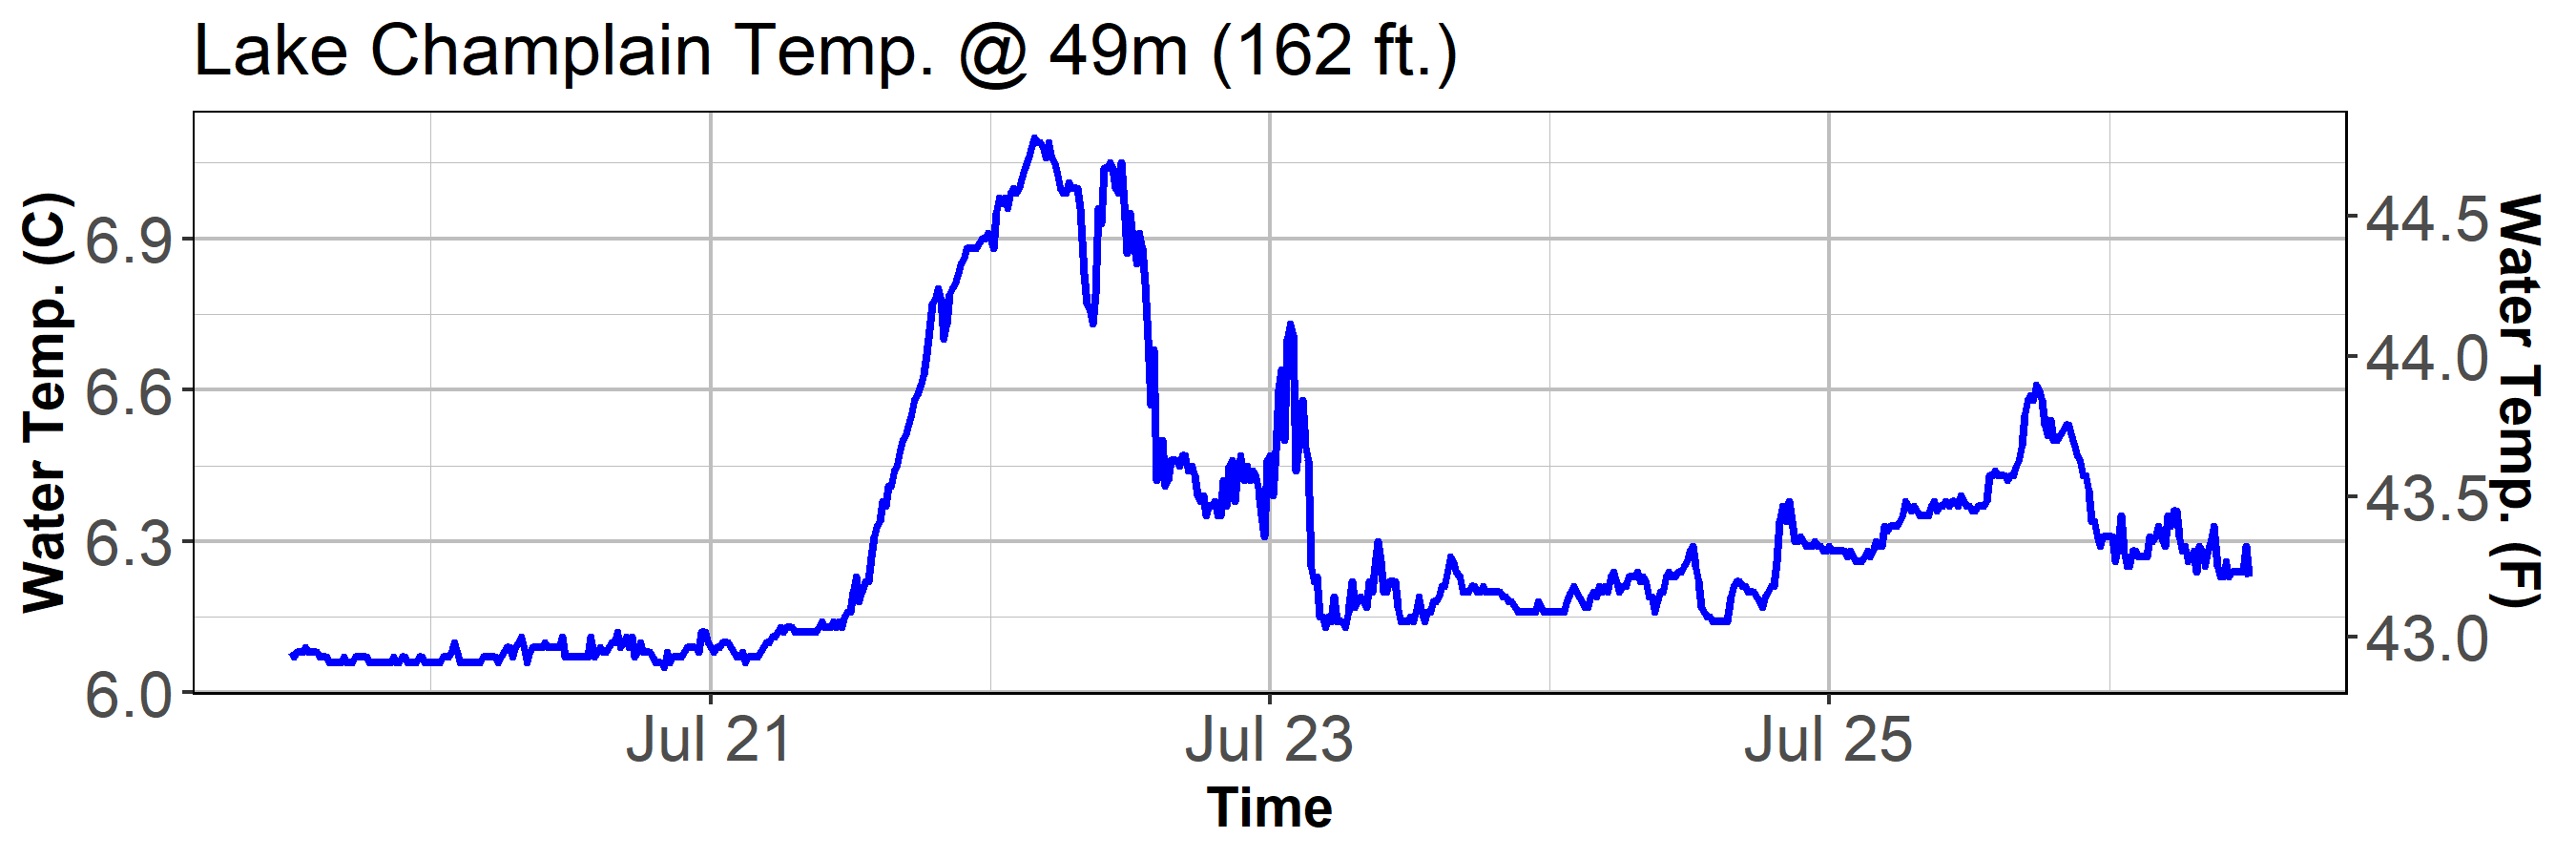 Lake Champlain Temp. @ 49m (162 ft.)
Water Temp. (C)
6.9
6.6
6.3
6.0
44.5
44.0
43.5
43.0
Water Temp. (F)
Jul 21 Jul 23 Jul 25
Time